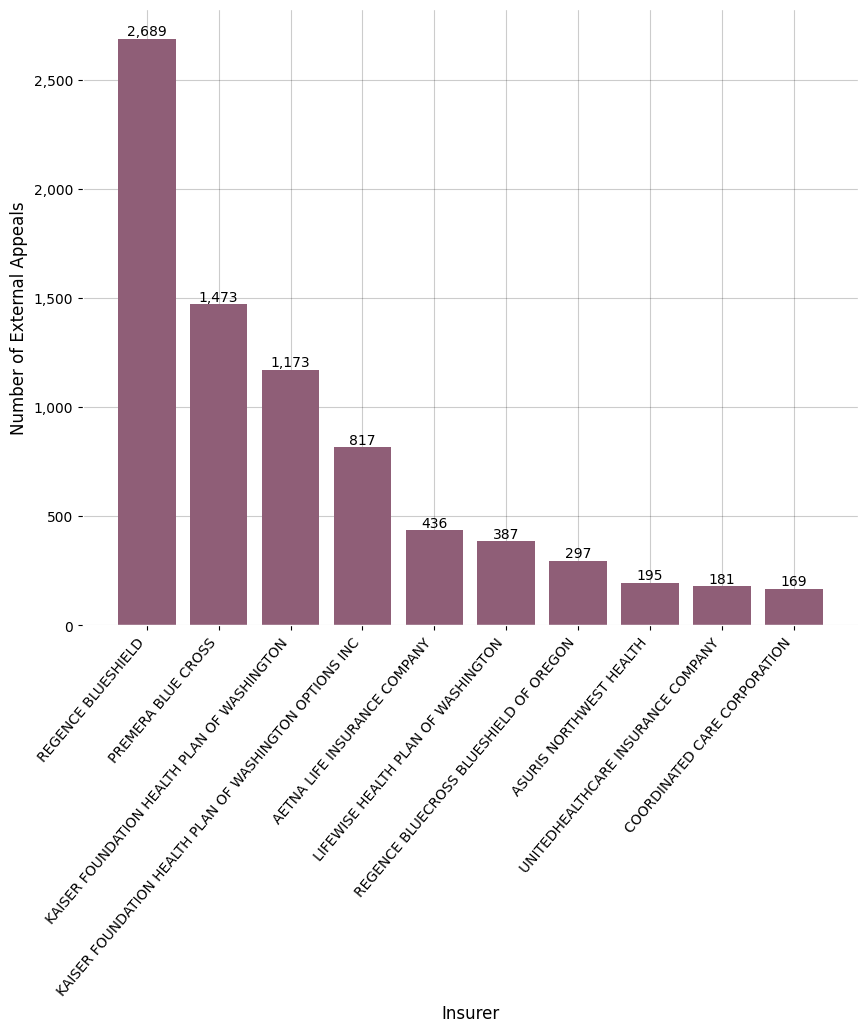 2,689
2,500
2,000
1,500
1,473
1,173
1,000
817
500
436
387
297
195
181
169
0
Number of External Appeals
REGENCE BLUESHIELD
PREMERA BLUE CROSS
KAISER FOUNDATION HEALTH PLAN OF WASHINGTON
KAISER FOUNDATION HEALTH PLAN OF WASHINGTON OPTIONS INC
AETNA LIFE INSURANCE COMPANY
LIFEWISE HEALTH PLAN OF WASHINGTON
REGENCE BLUECROSS BLUESHIELD OF OREGON
ASURIS NORTHWEST HEALTH
UNITEDHEALTHCARE INSURANCE COMPANY
COORDINATED CARE CORPORATION
Insurer